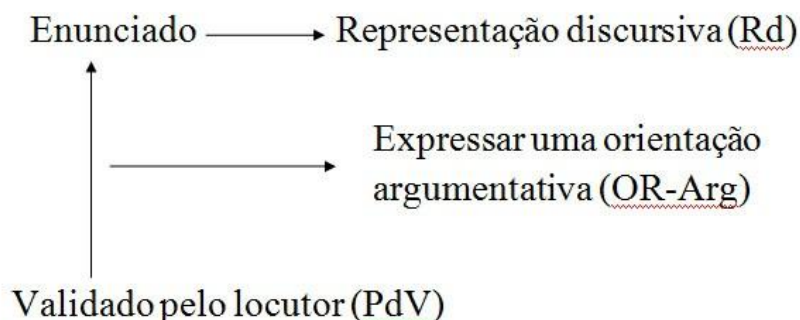 Enunciado Representação discursiva (Rd)
Expressar uma orientação
argumentativa (OR-Arg)
Validado pelo locutor (PdV)